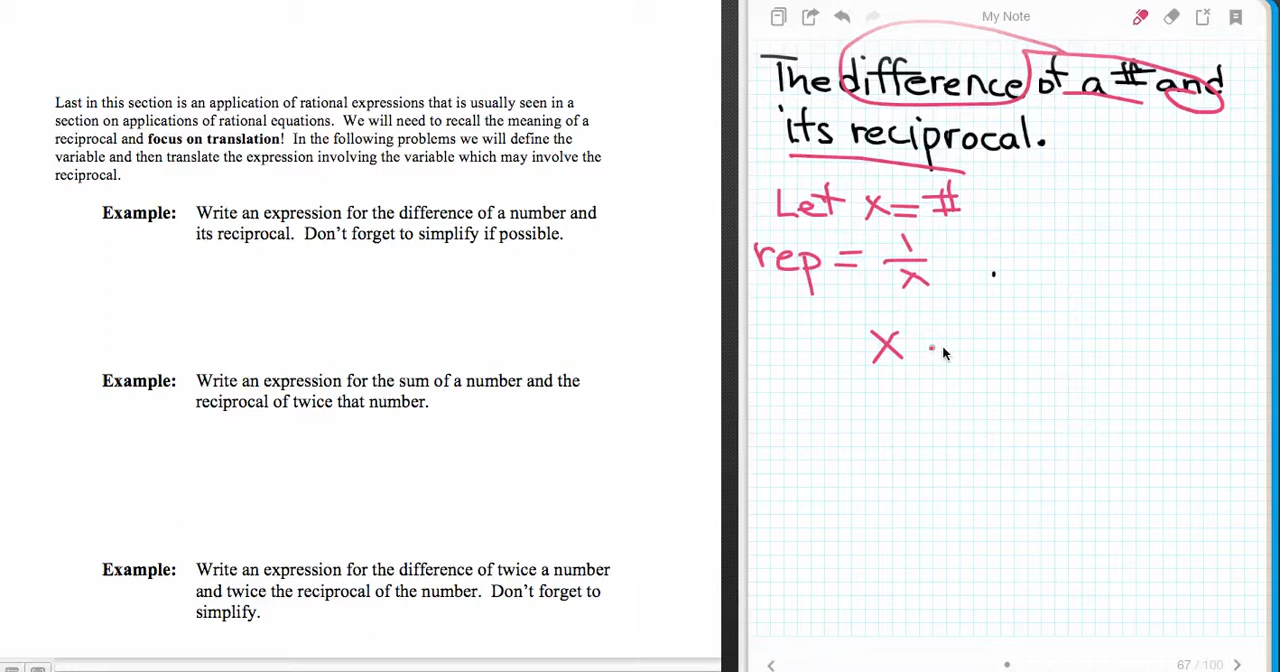 Last in this section is an application of rational expressions that is usually seen in a
section on applications of rational equations.  We will need to recall the meaning of a
reciprocal and focus on translation!  In the following problems we will define the
variable and then translate the expression involving the variable which may involve the
reciprocal.
Example: Write an expression for the difference of a number and
its reciprocal.  Don't forget to simplify if possible.
Example: Write an expression for the sum of a number and the
reciprocal of twice that number.
Example: Write an expression for the difference of twice a number
and twice the reciprocal of the number.  Don't forget to
simplify.
My Note
The difference of a # and
its reciprocal.
Let x = #
rep = 1/x
x
67 / 100